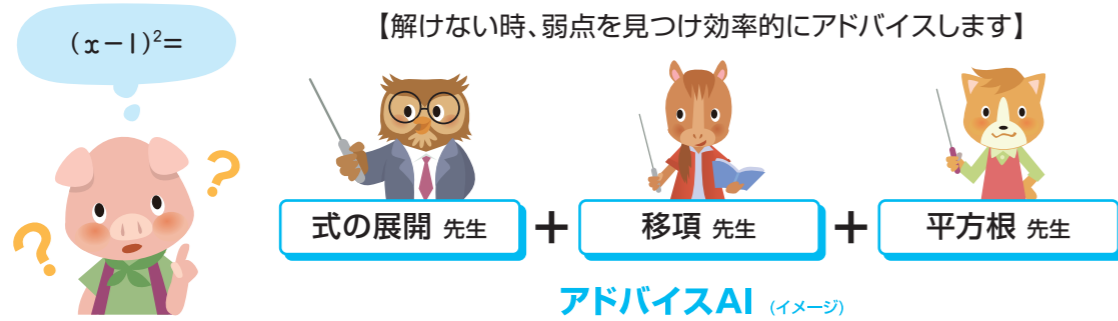 (x−1)²=
【解けない時、弱点を見つけ効率的にアドバイスします】
?
?
式の展開 先生 + 移項 先生 + 平方根 先生
アドバイスAI (イメージ)